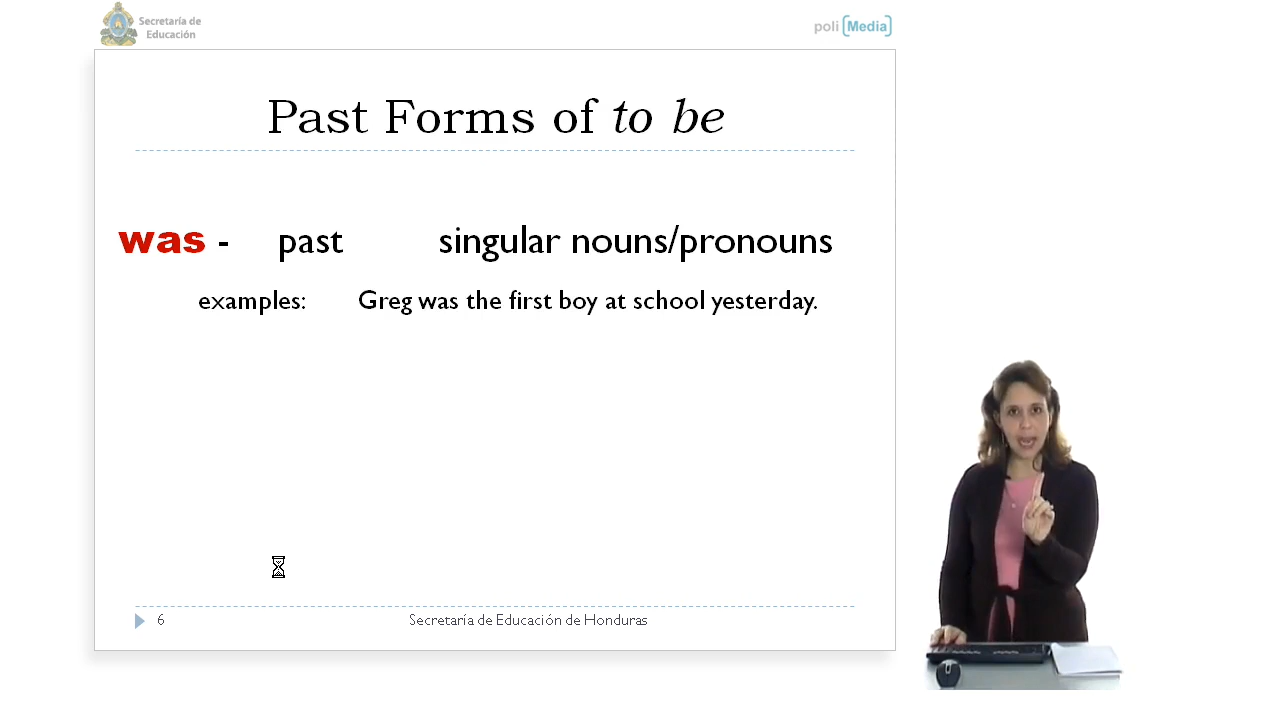 Secretaría de
Educación
poli [Media]
Past Forms of to be
was - past singular nouns/pronouns
examples: Greg was the first boy at school yesterday.
6 Secretaría de Educación de Honduras